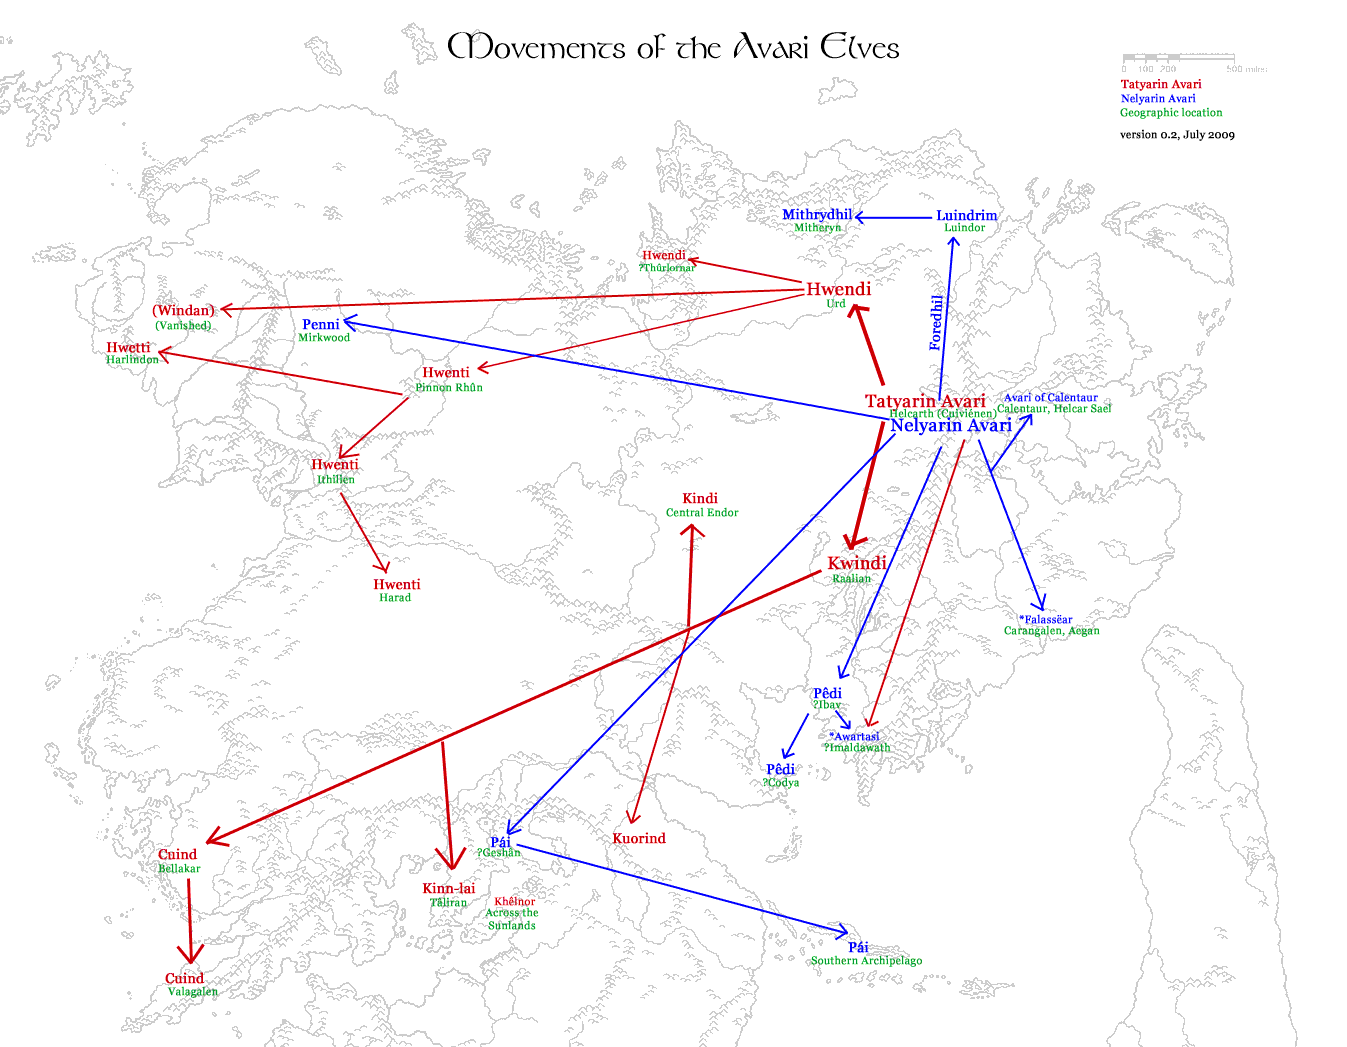 Movements of the Avari Elves
0 100 200 500 miles
Tatyarin Avari
Nelyarin Avari
Geographic location
version 0.2, July 2009
Mithrydhil
Mitheryn
Luindrim
Luindor
Hwendi
?Thûriornar
Hwendi
Urd
Foredhil
(Windan)
(Vanished)
Penni
Mirkwood
Hwetti
Harlindon
Hwenti
Pinnon Rhûn
Tatyarin Avari
Helcarth (Cuiviénen)
Nelyarin Avari
Avari of Calentaur
Calentaur, Helcar Sael
Hwenti
Ithilien
Kindi
Central Endor
Hwenti
Harad
Kwindi
Raalian
*Falassëar
Carangalen, Aegan
Pêdi
?Ibav
*Awartasi
?Imaldawath
Pêdi
?Codya
Kuorind
Pái
?Geshân
Cuind
Bellakar
Kinn-lai
Tâliran
Khêlnor
Across the
Sunlands
Pái
Southern Archipelago
Cuind
Valagalen